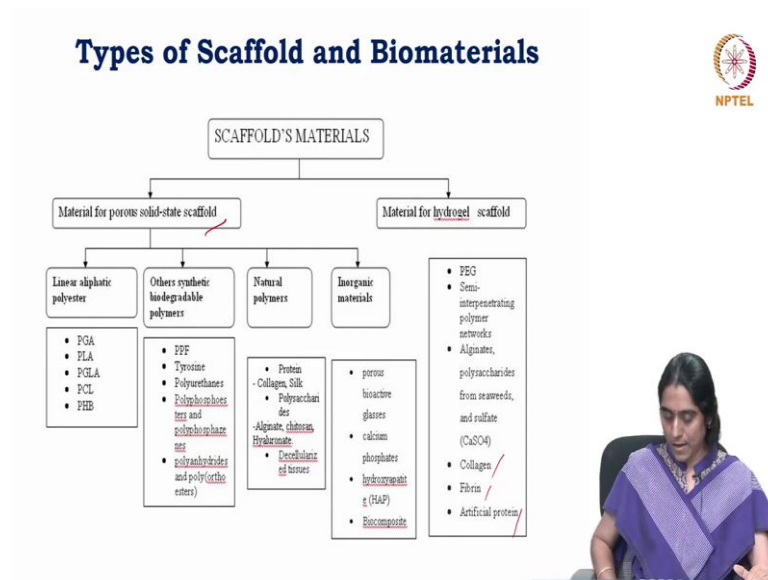 Types of Scaffold and Biomaterials
NPTEL
SCAFFOLD'S MATERIALS
Material for porous solid-state scaffold
Material for hydrogel scaffold
Linear aliphatic
polyester
Others synthetic
biodegradable
polymers
Natural
polymers
Inorganic
materials
• PGA
• PLA
• PGLA
• PCL
• PHB
• PPF
• Tyrosine
• Polyurethanes
• Polyphosphoes
ters and
polyphosphaze
nes
• polyanhydrides
and poly(ortho
esters)
• Protein
- Collagen, Silk
• Polysacchari
des
-Alginate, chitosan,
Hyaluronate.
• Decellulariz
ed tissues
• porous
bioactive
glasses
• calcium
phosphates
• hydroxyapatit
e (HAP)
• Biocomposite
• PEG
• Semi-
interpenetrating
polymer
networks
• Alginates,
polysaccharides
from seaweeds,
and sulfate
(CaSO4)
• Collagen
• Fibrin
• Artificial protein